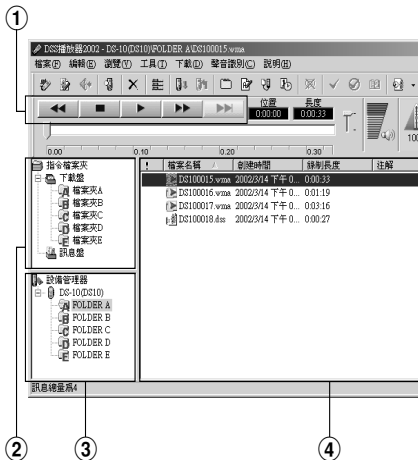 ①
DSS播放器2002 - DS-10(DS10)\FOLDER A\DS100015.wma
檔案(F) 編輯(E) 瀏覽(V) 工具(T) 下載(D) 聲音識別(C) 説明(H)
位置 長度
0:00:00 0:00:33
0.00 0.10 0.20 0.30
100
指令檔案夾
下載盤
檔案夾A
檔案夾B
檔案夾C
檔案夾D
檔案夾E
訊息盤
! 檔案名稱 創建時間 錄制長度 注解
DS100015.wma 2002/3/14 下午 0... 0:00:33
DS100016.wma 2002/3/14 下午 0... 0:01:19
DS100017.wma 2002/3/14 下午 0... 0:03:16
DS100018.dss 2002/3/14 下午 0... 0:00:27
設備管理器
DS-10(DS10)
FOLDER A
FOLDER B
FOLDER C
FOLDER D
FOLDER E
訊息總量爲4
② ③ ④